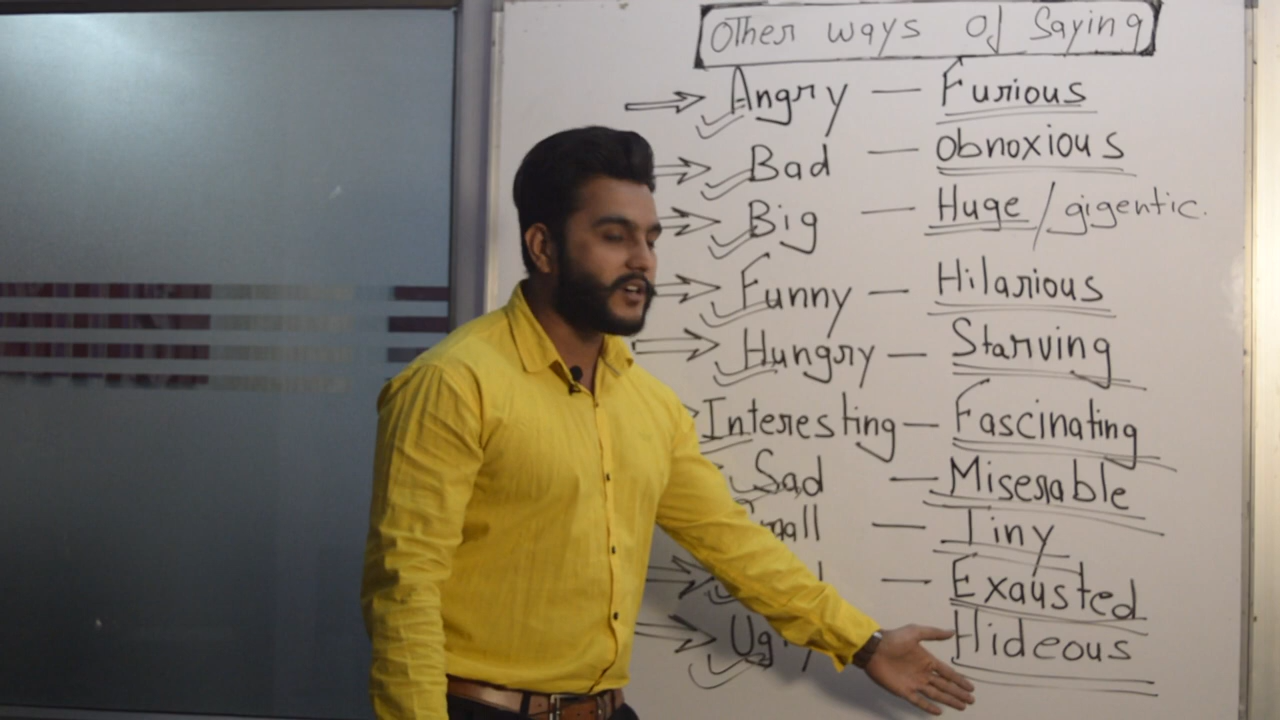 Other ways of Saying
Angry — Furious
Bad — obnoxious
Big — Huge / gigentic.
Funny — Hilarious
Hungry — Starving
Interesting — Fascinating
Sad — Miserable
— Tiny
— Exausted
Hideous